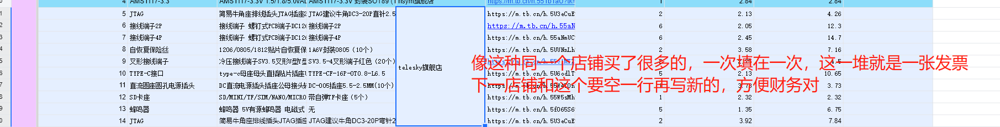 4 AMS1117-3.3 AMS1117-3.3V 1.5/1.8/5.0V/AD AMS1117-3.3V 封装SOT89 (T hsym旗舰店 https://m.tb.cn/h.551b1aU?tk= 1 2.84 2.84
5 JTAG 简易牛角座排线插头JTAG插座2 JTAG建议牛角DC3-20P直针2.5 https://m.tb.cn/h.5U3eCuE 2 2.13 4.26
6 接线端子2P 接线端子 螺钉式PCB端子DC126 接线端子2P https://m.tb.cn/h.55aN 6 2.05 12.3
7 接线端子4P 接线端子 螺钉式PCB端子DC126 接线端子4P https://m.tb.cn/h.55aNmUC 6 2.45 14.7
8 自恢复保险丝 1206/0805/1812贴片自恢复保 1A6V封装0805（10个） https://m.tb.cn/h.5UUNnLh 2 3.58 7.16
9 叉形接线端子 冷压接线端子SV3.5叉形U型Y型 SV3.5-4叉形端子红色（20个）
telesky旗舰店
像这种同一个店铺买了很多的，一次填在一次，这一堆就是一张发票
10 TYPE-C接口 type-c母座母头直插贴片插座U TYPE-CF-16P-OT0.8-L6.5 https://m.tb.cn/h.5U6odlT 5 2.13 10.65
下一店铺和这个要空一行再写新的，方便财务对
11 直流圆座圆孔电源插头 DC直流电源插头插座公母接头转 DC-005插座5.5-2.5MM(10个) 3.73
12 SD卡座 SD/MINI/TF/SIM/NANO/MICRO 带自弹TF卡座（5个） https://m.tb.cn/h.55W5sMh 1 2.32 2.32
13 蜂鸣器 蜂鸣器 5V有源蜂鸣器 电磁式 无 https://m.tb.cn/h.5fO65S6 5 1.35 6.75
14 JTAG 简易牛角座排线插头JTAG插座 JTAG建议牛角DC3-20P弯针2 https://m.tb.cn/h.5U3eCuE 2 3.92 7.84